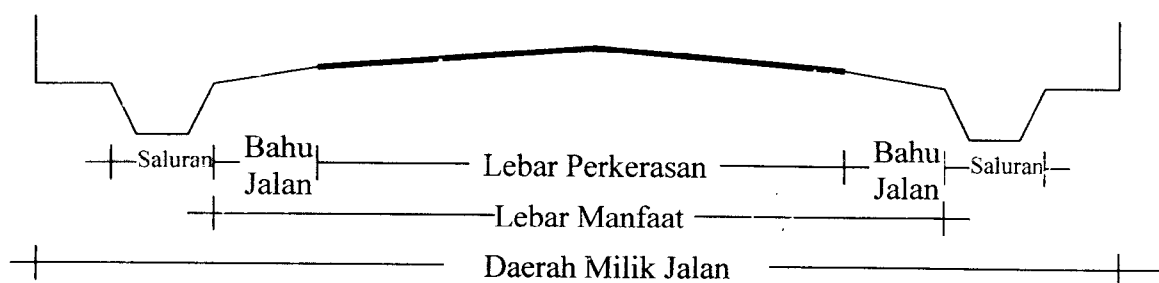 Saluran Bahu Jalan Lebar Perkerasan Bahu Jalan Saluran
Lebar Manfaat
Daerah Milik Jalan